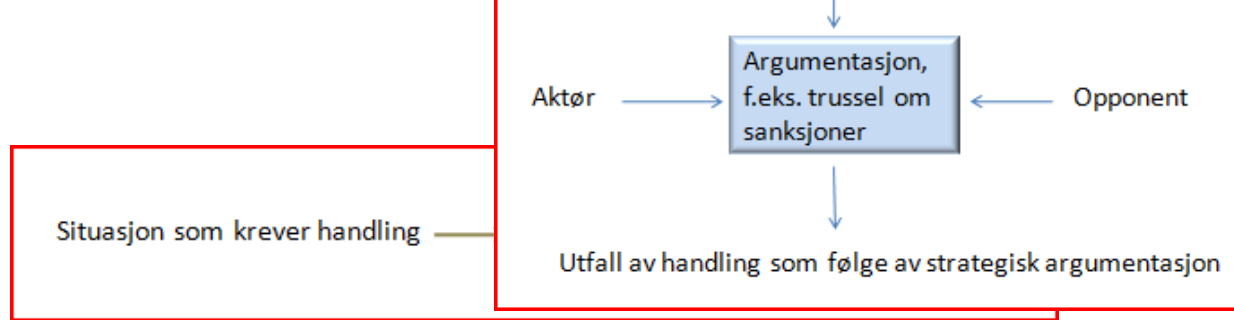 Argumentasjon,
f.eks. trussel om
sanksjoner
Aktør
Opponent
Situasjon som krever handling
Utfall av handling som følge av strategisk argumentasjon